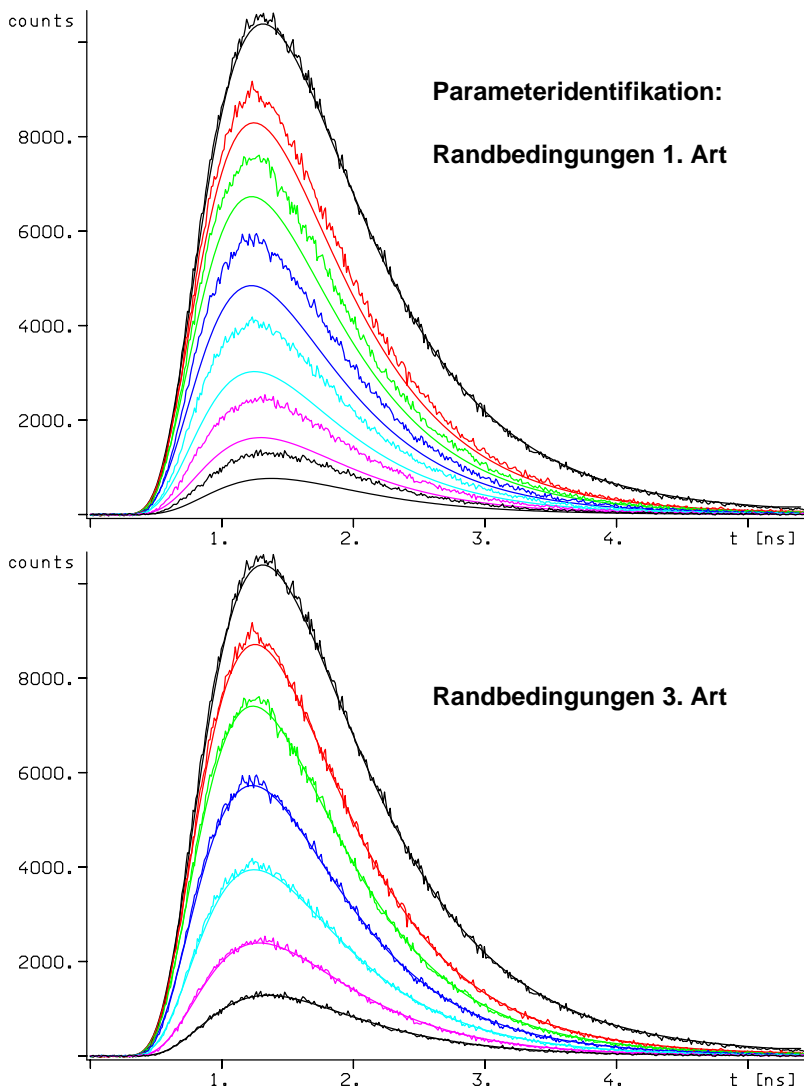 counts
Parameteridentifikation:
8000.
Randbedingungen 1. Art
6000.
4000.
2000.
1. 2. 3. 4. t [ns]
counts
8000.
Randbedingungen 3. Art
6000.
4000.
2000.
1. 2. 3. 4. t [ns]